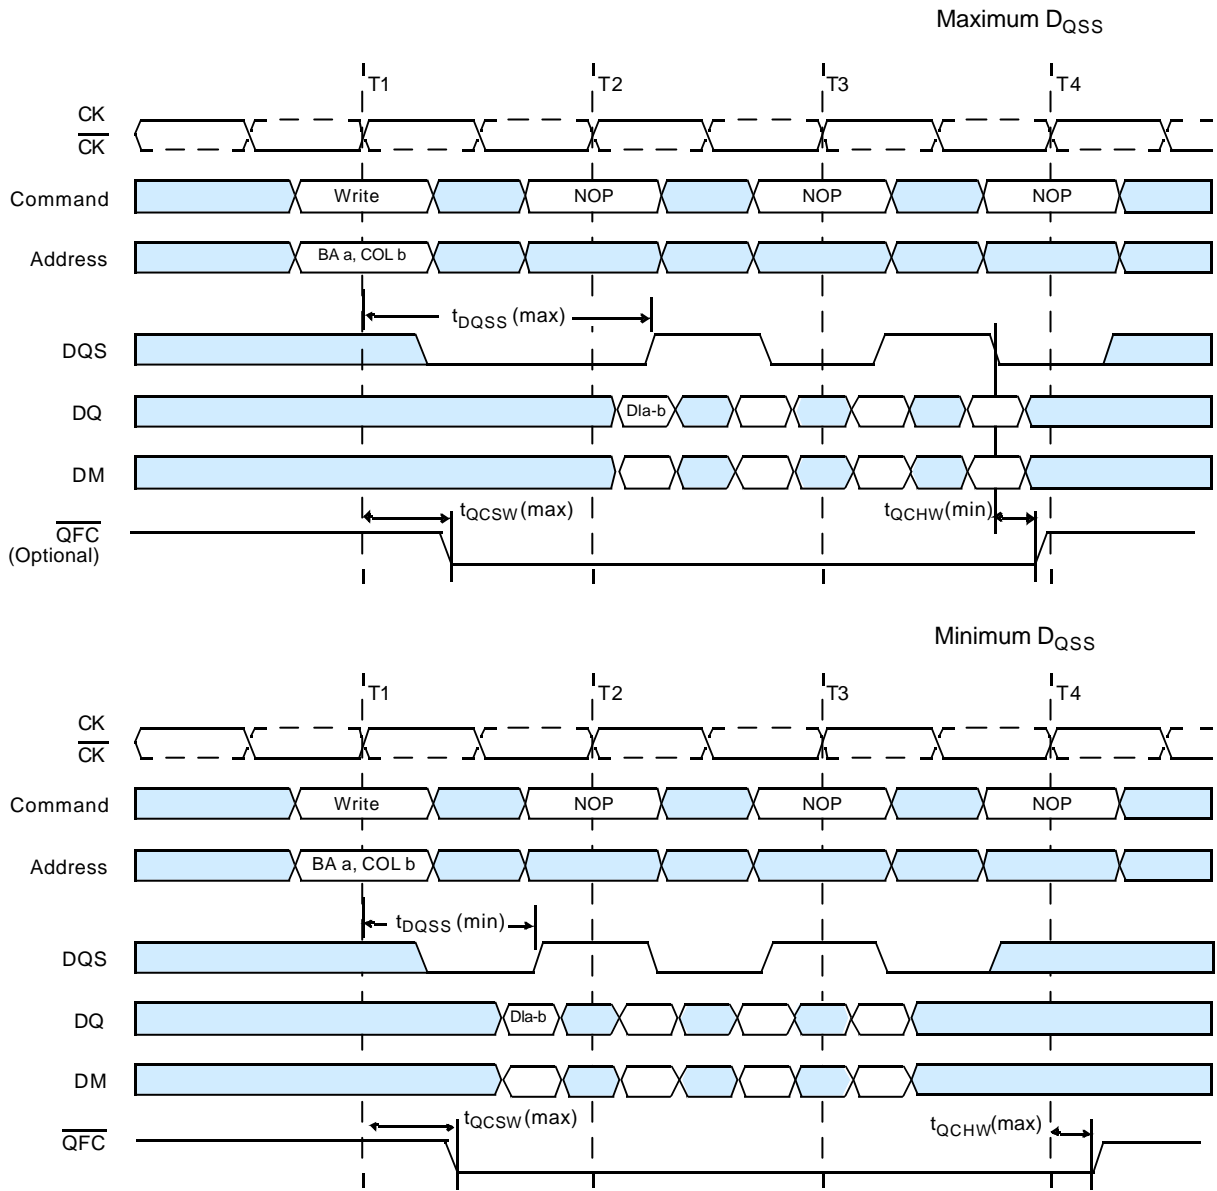 Maximum DQSS
T1 T2 T3 T4
CK
CK
Command Write NOP NOP NOP
Address BA a, COL b
tDQSS (max)
DQS
DQ DIa-b
DM
tQCSW(max) tQCHW(min)
QFC
(Optional)
Minimum DQSS
T1 T2 T3 T4
CK
CK
Command Write NOP NOP NOP
Address BA a, COL b
tDQSS (min)
DQS
DQ DIa-b
DM
tQCSW(max) tQCHW(max)
QFC